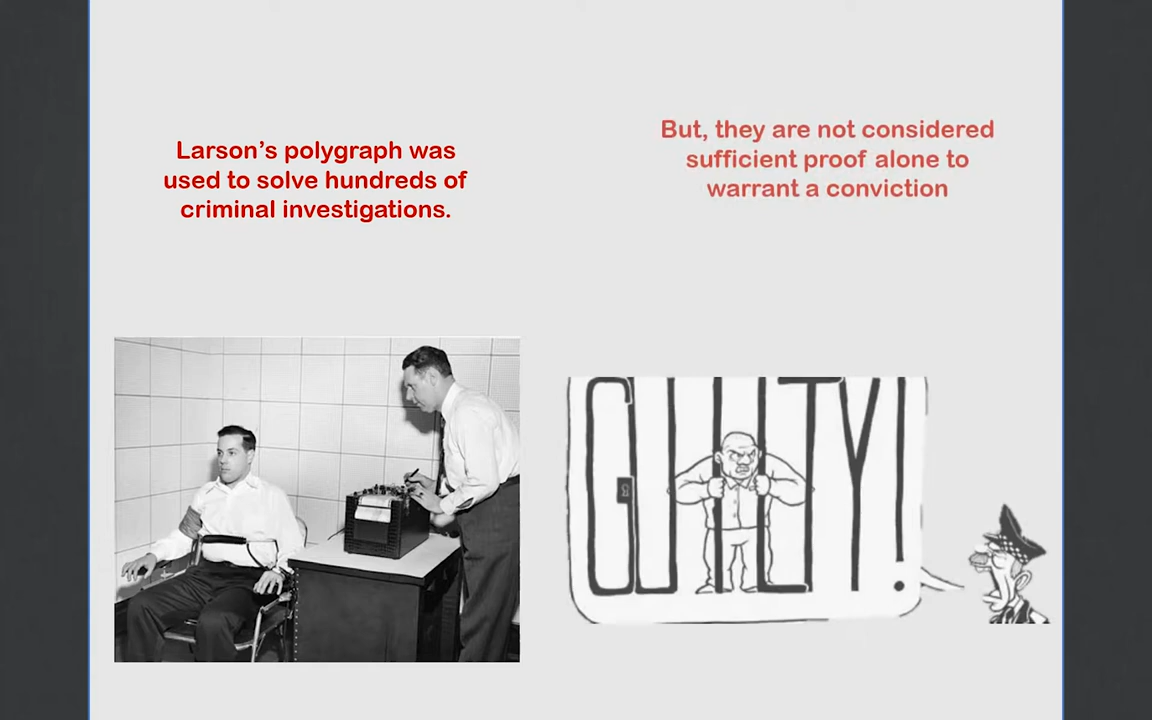 Larson's polygraph was
used to solve hundreds of
criminal investigations.
But, they are not considered
sufficient proof alone to
warrant a conviction
GUILTY!